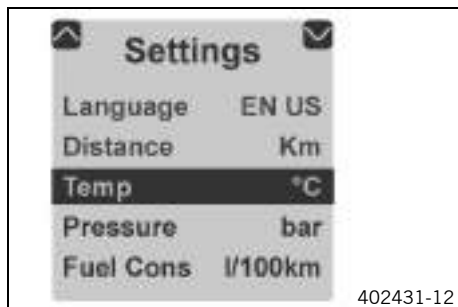 Settings
Language EN US
Distance Km
Temp °C
Pressure bar
Fuel Cons l/100km
402431-12